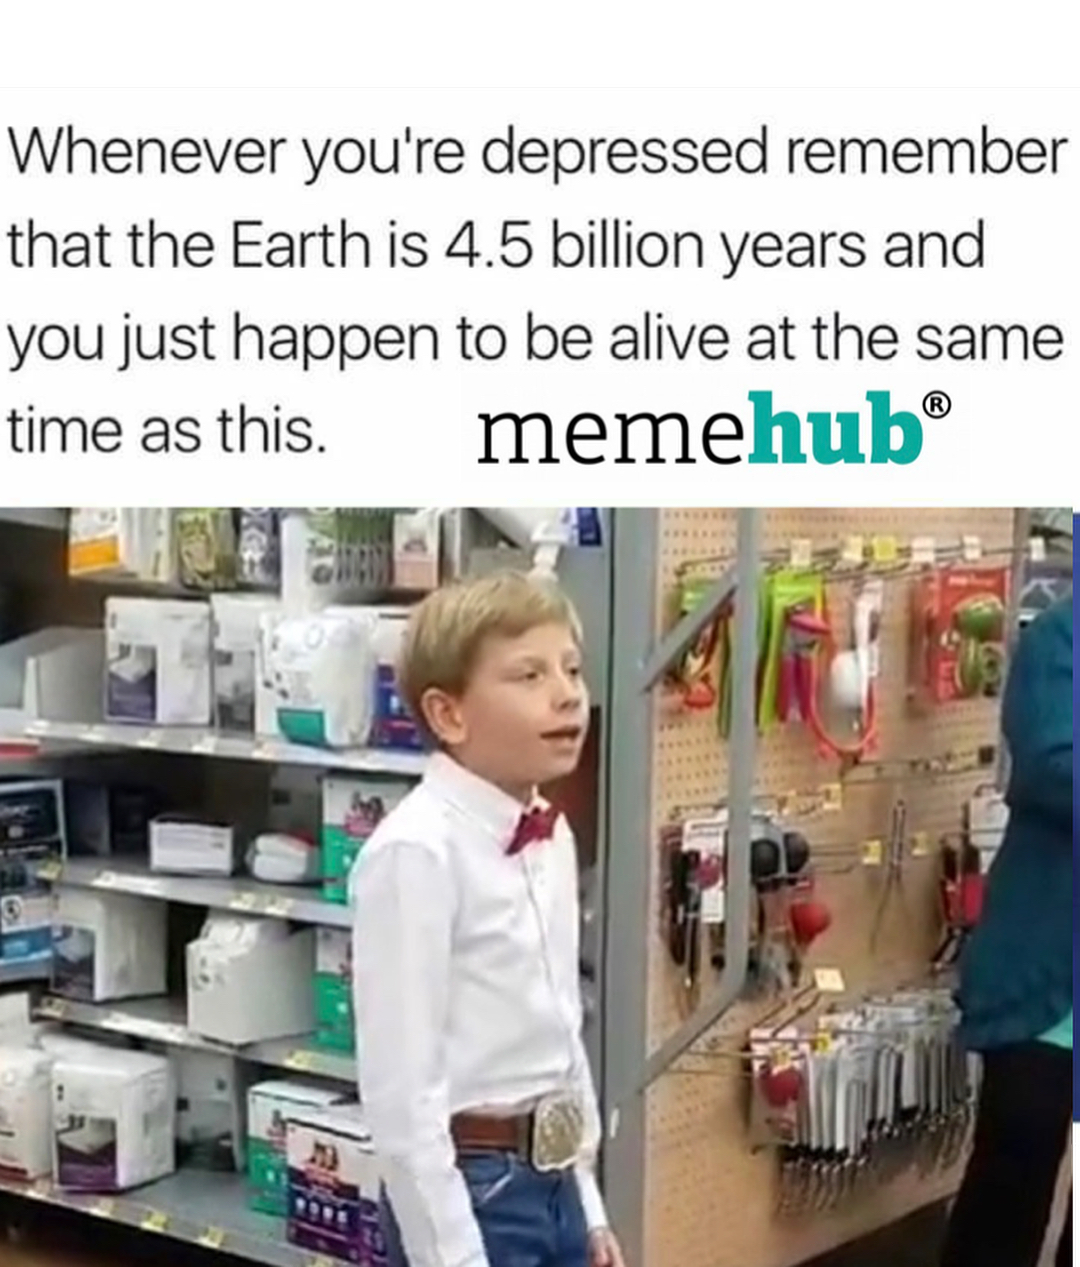 Whenever you're depressed remember
that the Earth is 4.5 billion years and
you just happen to be alive at the same
time as this.
memehub®